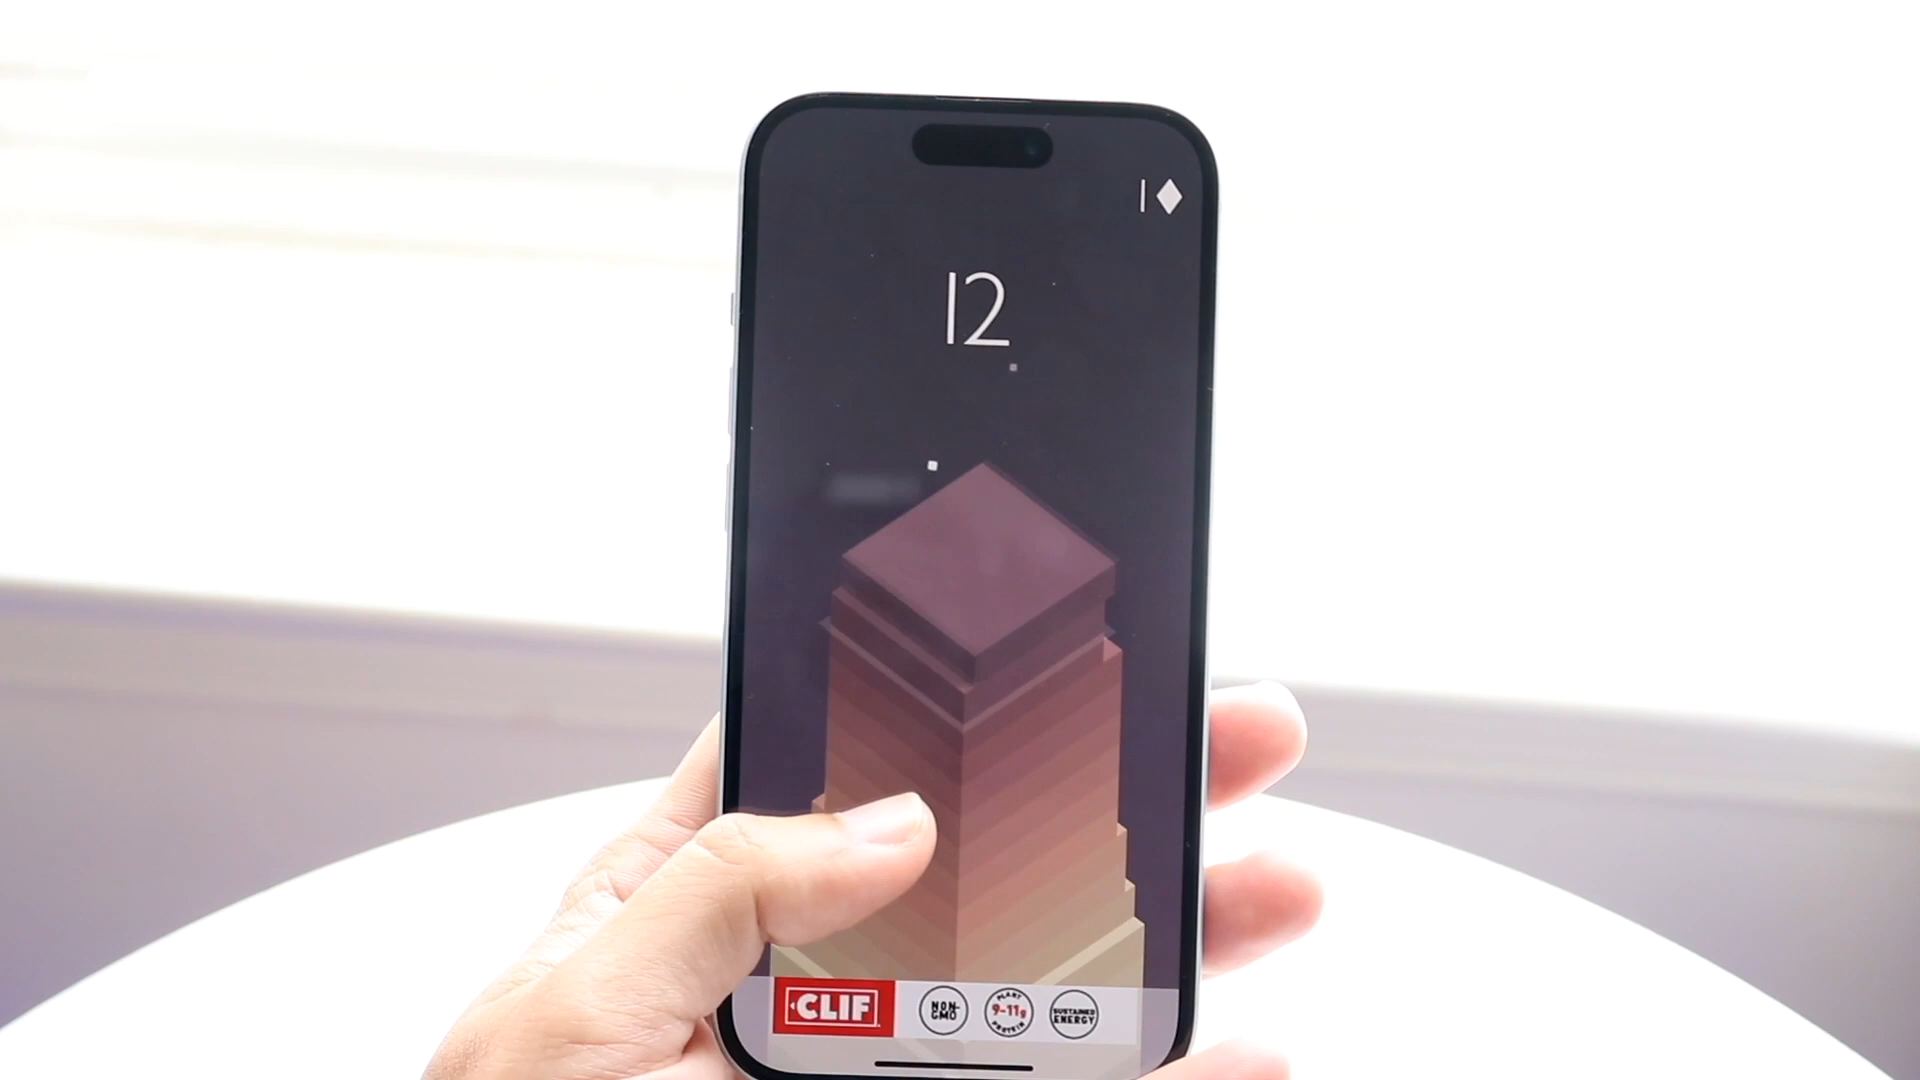 1
12
CLIF
NON-
GMO
PLANT
9-11g
PROTEIN
SUSTAINED
ENERGY